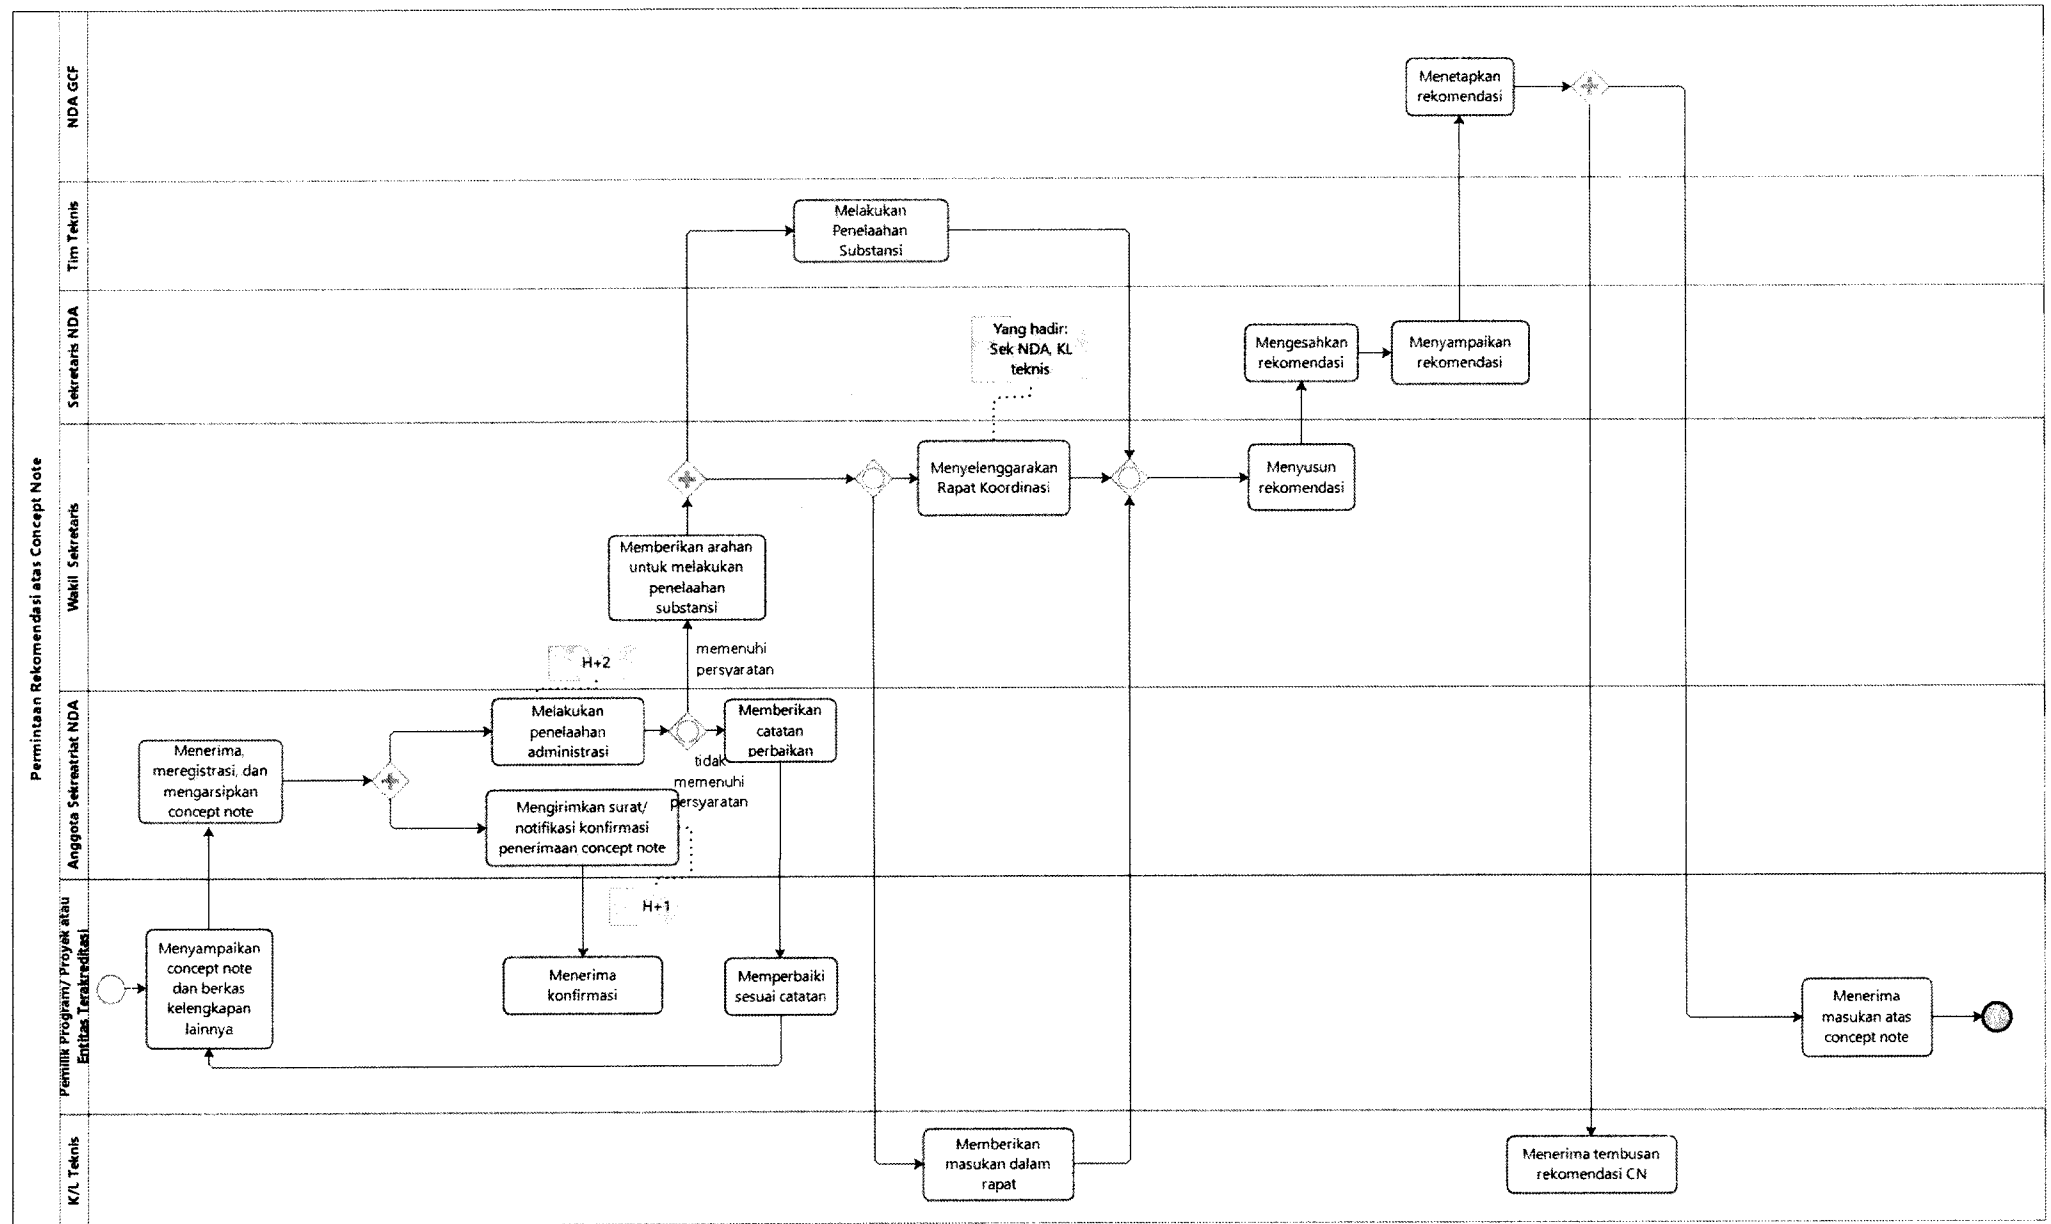 Permintaan Rekomendasi atas Concept Note
NDA GCF
Menetapkan
rekomendasi
Tim Teknis
Melakukan
Penelaahan
Substansi
Sekretaris NDA
Yang hadir:
Sek NDA, KL
teknis
Mengesahkan
rekomendasi
Menyampaikan
rekomendasi
Wakil Sekretaris
Menyelenggarakan
Rapat Koordinasi
Menyusun
rekomendasi
Memberikan arahan
untuk melakukan
penelaahan
substansi
memenuhi
persyaratan
H+2
Anggota Sekreatriat NDA
Menerima,
meregistrasi, dan
mengarsipkan
concept note
Melakukan
penelaahan
administrasi
Memberikan
catatan
perbaikan
tidak
memenuhi
persyaratan
Mengirimkan surat/
notifikasi konfirmasi
penerimaan concept note
Pemilik Program/ Proyek atau
Entitas Terakreditasi
H+1
Menyampaikan
concept note
dan berkas
kelengkapan
lainnya
Menerima
konfirmasi
Memperbaiki
sesuai catatan
Menerima
masukan atas
concept note
K/L Teknis
Memberikan
masukan dalam
rapat
Menerima tembusan
rekomendasi CN